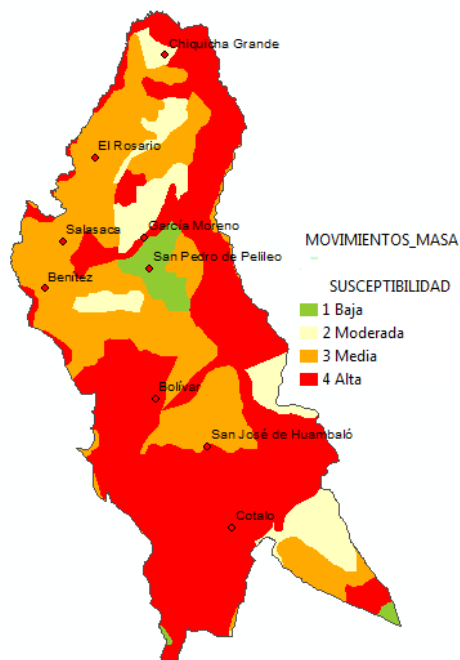 Chiquicha Grande
El Rosario
Salasaca
García Moreno
San Pedro de Pelileo
Benítez
Bolívar
San José de Huambaló
Cotalo
MOVIMIENTOS_MASA
SUSCEPTIBILIDAD
1 Baja
2 Moderada
3 Media
4 Alta